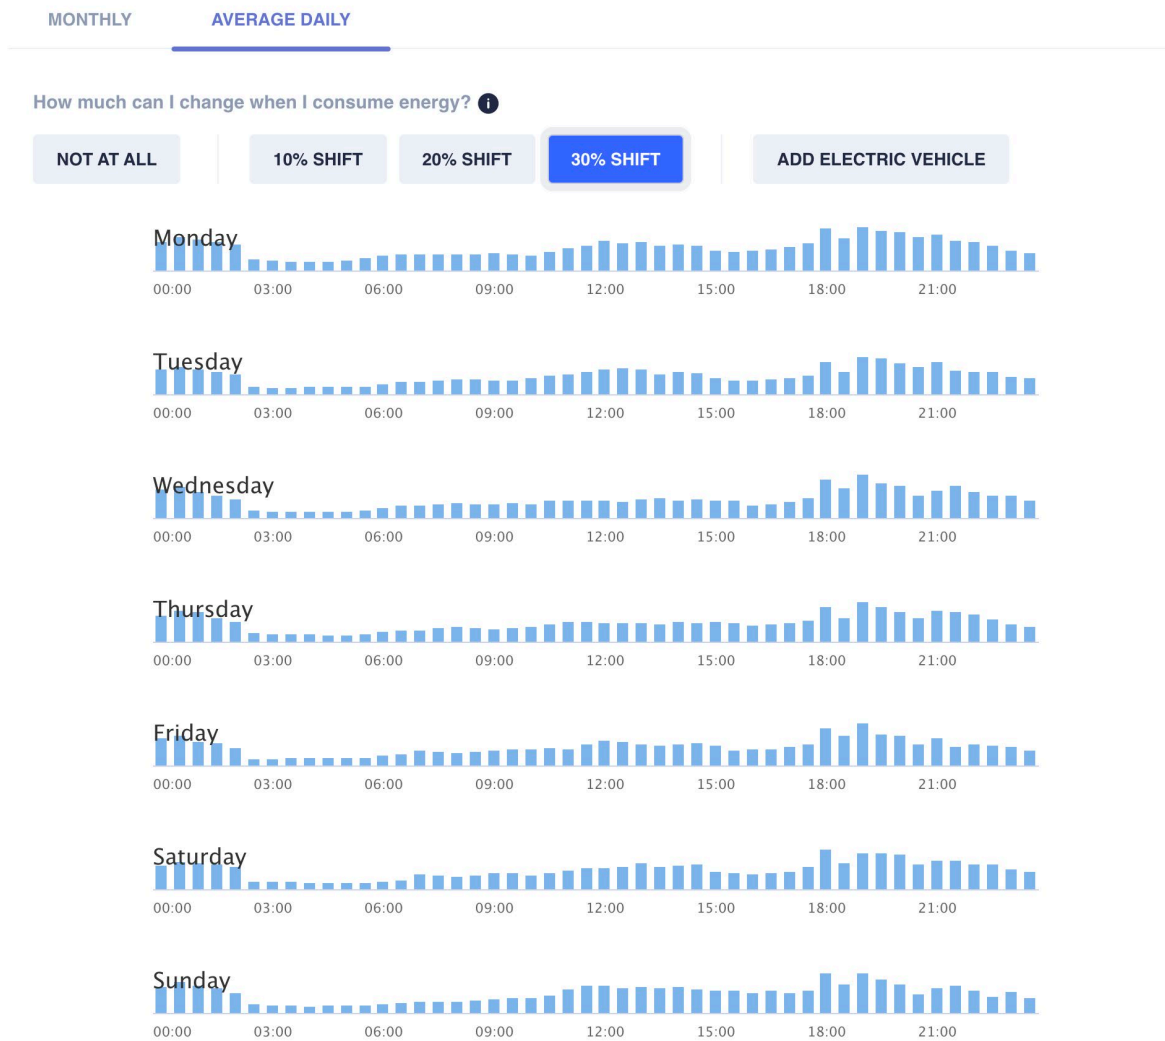 MONTHLY AVERAGE DAILY
How much can I change when I consume energy? i
NOT AT ALL 10% SHIFT 20% SHIFT 30% SHIFT ADD ELECTRIC VEHICLE
Monday
00:00 03:00 06:00 09:00 12:00 15:00 18:00 21:00
Tuesday
00:00 03:00 06:00 09:00 12:00 15:00 18:00 21:00
Wednesday
00:00 03:00 06:00 09:00 12:00 15:00 18:00 21:00
Thursday
00:00 03:00 06:00 09:00 12:00 15:00 18:00 21:00
Friday
00:00 03:00 06:00 09:00 12:00 15:00 18:00 21:00
Saturday
00:00 03:00 06:00 09:00 12:00 15:00 18:00 21:00
Sunday
00:00 03:00 06:00 09:00 12:00 15:00 18:00 21:00